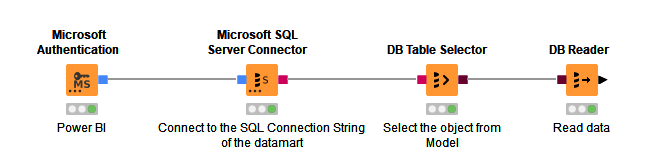 Microsoft
Authentication
Microsoft SQL
Server Connector
DB Table Selector
DB Reader
MS
S
Power BI
Connect to the SQL Connection String
of the datamart
Select the object from
Model
Read data